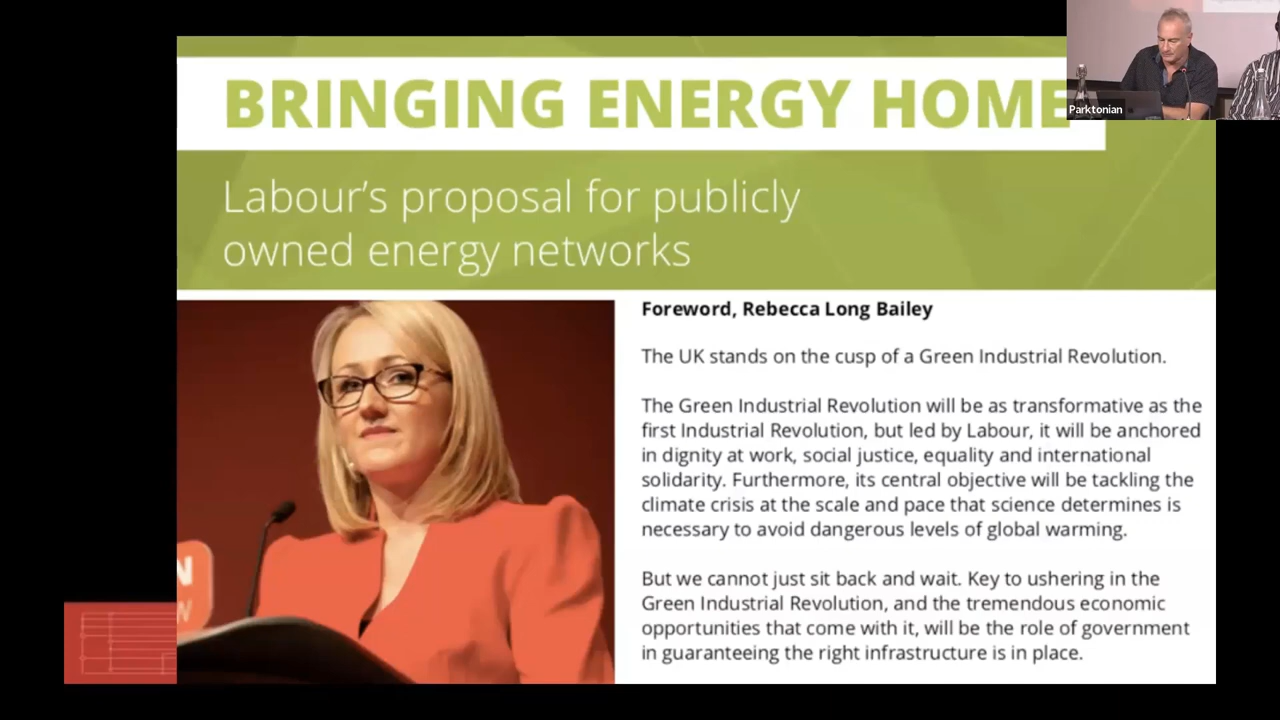 BRINGING ENERGY HOME
Parktonian
Labour's proposal for publicly
owned energy networks
Foreword, Rebecca Long Bailey
The UK stands on the cusp of a Green Industrial Revolution.
The Green Industrial Revolution will be as transformative as the
first Industrial Revolution, but led by Labour, it will be anchored
in dignity at work, social justice, equality and international
solidarity. Furthermore, its central objective will be tackling the
climate crisis at the scale and pace that science determines is
necessary to avoid dangerous levels of global warming.
But we cannot just sit back and wait. Key to ushering in the
Green Industrial Revolution, and the tremendous economic
opportunities that come with it, will be the role of government
in guaranteeing the right infrastructure is in place.
N
W